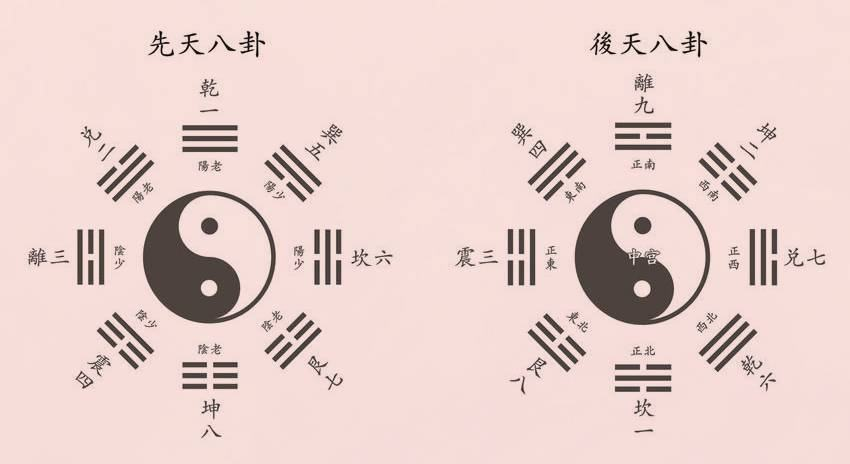 先天八卦
乾一
陽老
兌二
陽老
巽五
陽少
離三
陰少
坎六
陽少
震四
陰少
艮七
陰老
坤八
陰老
後天八卦
離九
正南
巽四
東南
坤二
西南
震三
正東
中宮
兌七
正西
艮八
東北
乾六
西北
坎一
正北